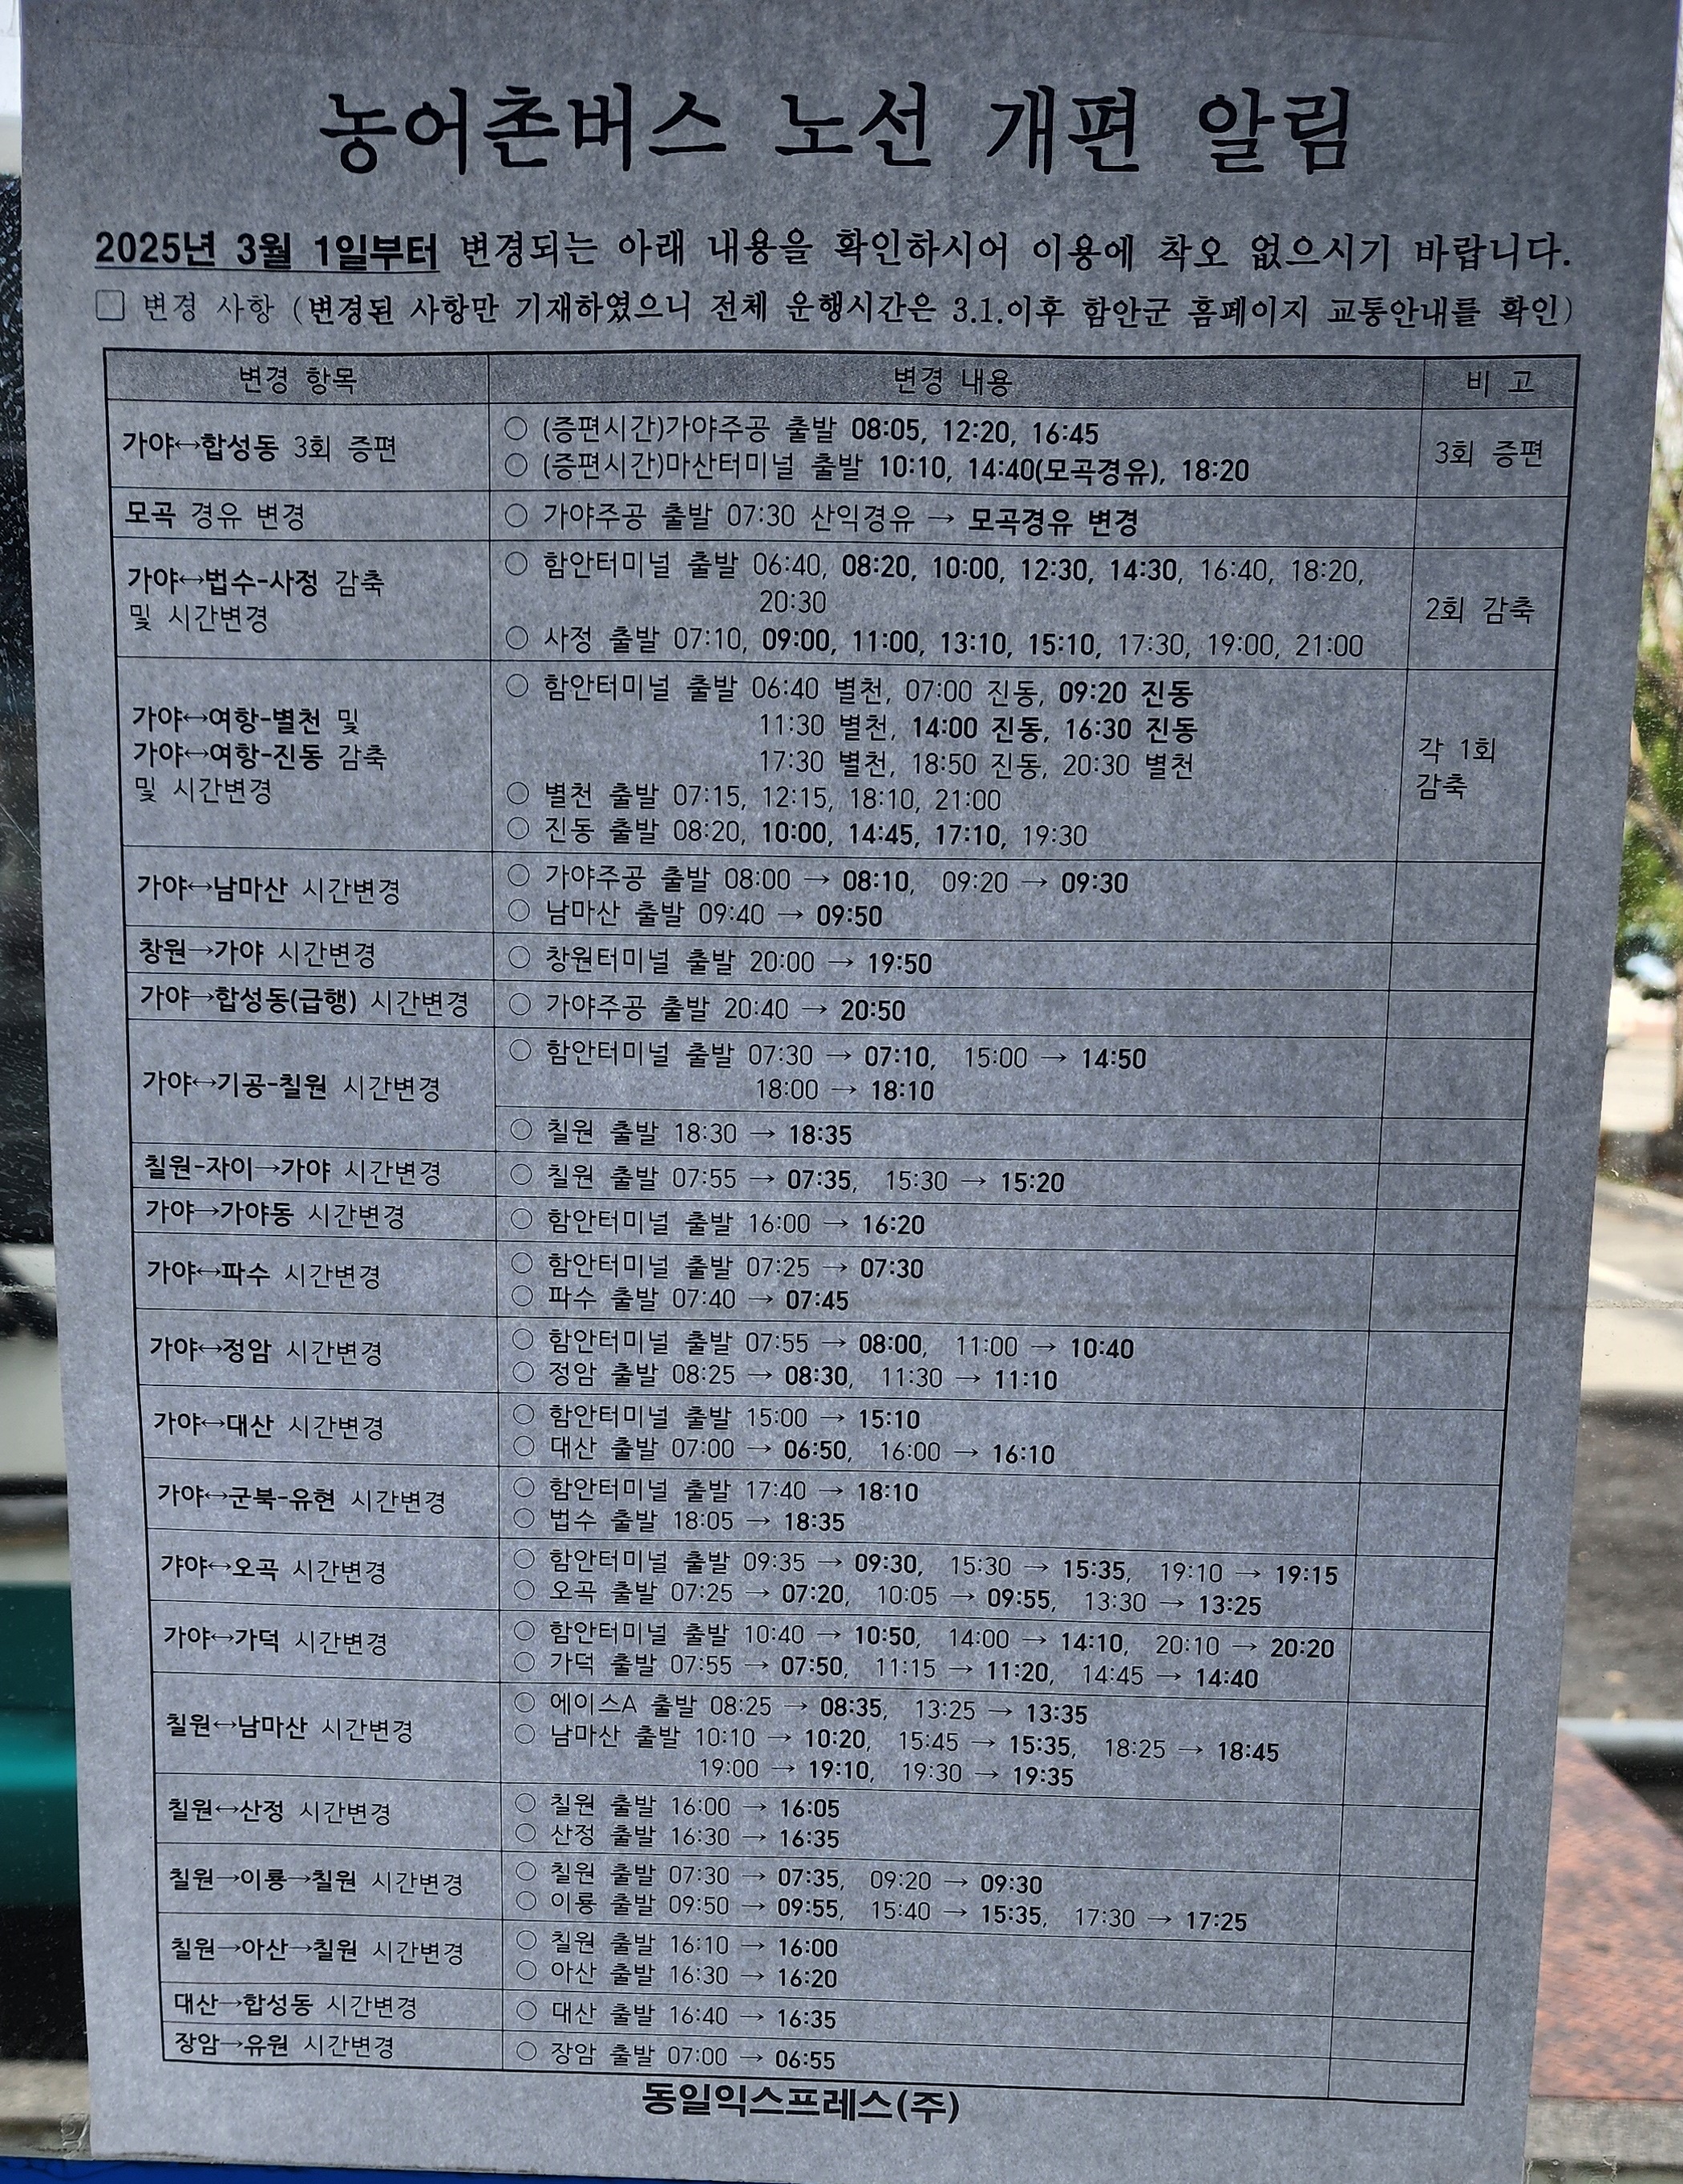 농어촌버스 노선 개편 알림
2025년 3월 1일부터 변경되는 아래 내용을 확인하시어 이용에 착오 없으시기 바랍니다.
□ 변경 사항 (변경된 사항만 기재하였으니 전체 운행시간은 3.1.이후 함안군 홈페이지 교통안내를 확인)
변경 항목 변경 내용 비 고
가야↔합성동 3회 증편
○ (증편시간)가야주공 출발 08:05, 12:20, 16:45
○ (증편시간)마산터미널 출발 10:10, 14:40(모곡경유), 18:20
3회 증편
모곡 경유 변경
○ 가야주공 출발 07:30 산익경유 → 모곡경유 변경
가야↔법수-사정 감축
및 시간변경
○ 함안터미널 출발 06:40, 08:20, 10:00, 12:30, 14:30, 16:40, 18:20,
20:30
○ 사정 출발 07:10, 09:00, 11:00, 13:10, 15:10, 17:30, 19:00, 21:00
2회 감축
가야↔여항-별천 및
가야↔여항-진동 감축
및 시간변경
○ 함안터미널 출발 06:40 별천, 07:00 진동, 09:20 진동
11:30 별천, 14:00 진동, 16:30 진동
17:30 별천, 18:50 진동, 20:30 별천
○ 별천 출발 07:15, 12:15, 18:10, 21:00
○ 진동 출발 08:20, 10:00, 14:45, 17:10, 19:30
각 1회
감축
가야↔남마산 시간변경
○ 가야주공 출발 08:00 → 08:10, 09:20 → 09:30
○ 남마산 출발 09:40 → 09:50
창원→가야 시간변경
○ 창원터미널 출발 20:00 → 19:50
가야→합성동(급행) 시간변경
○ 가야주공 출발 20:40 → 20:50
가야↔기공-칠원 시간변경
○ 함안터미널 출발 07:30 → 07:10, 15:00 → 14:50
18:00 → 18:10
○ 칠원 출발 18:30 → 18:35
칠원-자이→가야 시간변경
○ 칠원 출발 07:55 → 07:35, 15:30 → 15:20
가야→가야동 시간변경
○ 함안터미널 출발 16:00 → 16:20
가야↔파수 시간변경
○ 함안터미널 출발 07:25 → 07:30
○ 파수 출발 07:40 → 07:45
가야↔정암 시간변경
○ 함안터미널 출발 07:55 → 08:00, 11:00 → 10:40
○ 정암 출발 08:25 → 08:30, 11:30 → 11:10
가야↔대산 시간변경
○ 함안터미널 출발 15:00 → 15:10
○ 대산 출발 07:00 → 06:50, 16:00 → 16:10
가야↔군북-유현 시간변경
○ 함안터미널 출발 17:40 → 18:10
○ 법수 출발 18:05 → 18:35
갸야↔오곡 시간변경
○ 함안터미널 출발 09:35 → 09:30, 15:30 → 15:35, 19:10 → 19:15
○ 오곡 출발 07:25 → 07:20, 10:05 → 09:55, 13:30 → 13:25
가야↔가덕 시간변경
○ 함안터미널 출발 10:40 → 10:50, 14:00 → 14:10, 20:10 → 20:20
○ 가덕 출발 07:55 → 07:50, 11:15 → 11:20, 14:45 → 14:40
칠원↔남마산 시간변경
○ 에이스A 출발 08:25 → 08:35, 13:25 → 13:35
○ 남마산 출발 10:10 → 10:20, 15:45 → 15:35, 18:25 → 18:45
19:00 → 19:10, 19:30 → 19:35
칠원↔산정 시간변경
○ 칠원 출발 16:00 → 16:05
○ 산정 출발 16:30 → 16:35
칠원→이룡→칠원 시간변경
○ 칠원 출발 07:30 → 07:35, 09:20 → 09:30
○ 이룡 출발 09:50 → 09:55, 15:40 → 15:35, 17:30 → 17:25
칠원→아산→칠원 시간변경
○ 칠원 출발 16:10 → 16:00
○ 아산 출발 16:30 → 16:20
대산→합성동 시간변경
○ 대산 출발 16:40 → 16:35
장암→유원 시간변경
○ 장암 출발 07:00 → 06:55
동일익스프레스(주)